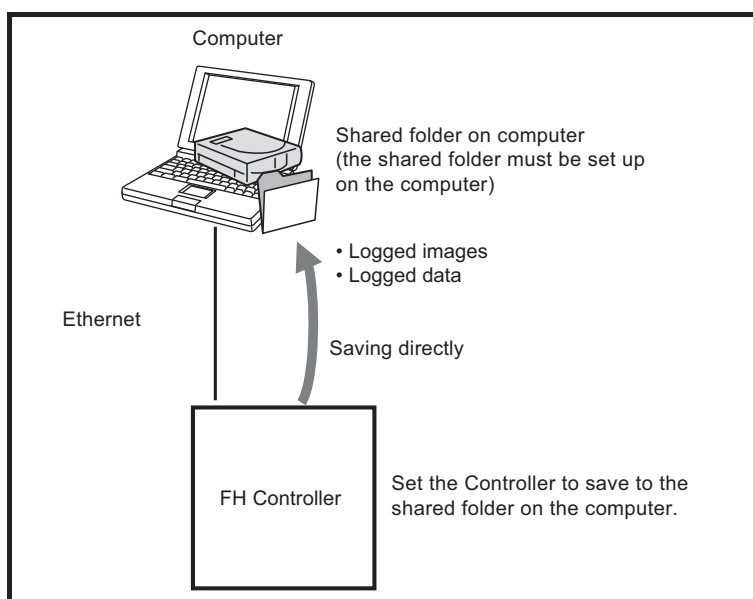 Computer
Shared folder on computer
(the shared folder must be set up
on the computer)
• Logged images
• Logged data
Ethernet
Saving directly
FH Controller
Set the Controller to save to the
shared folder on the computer.